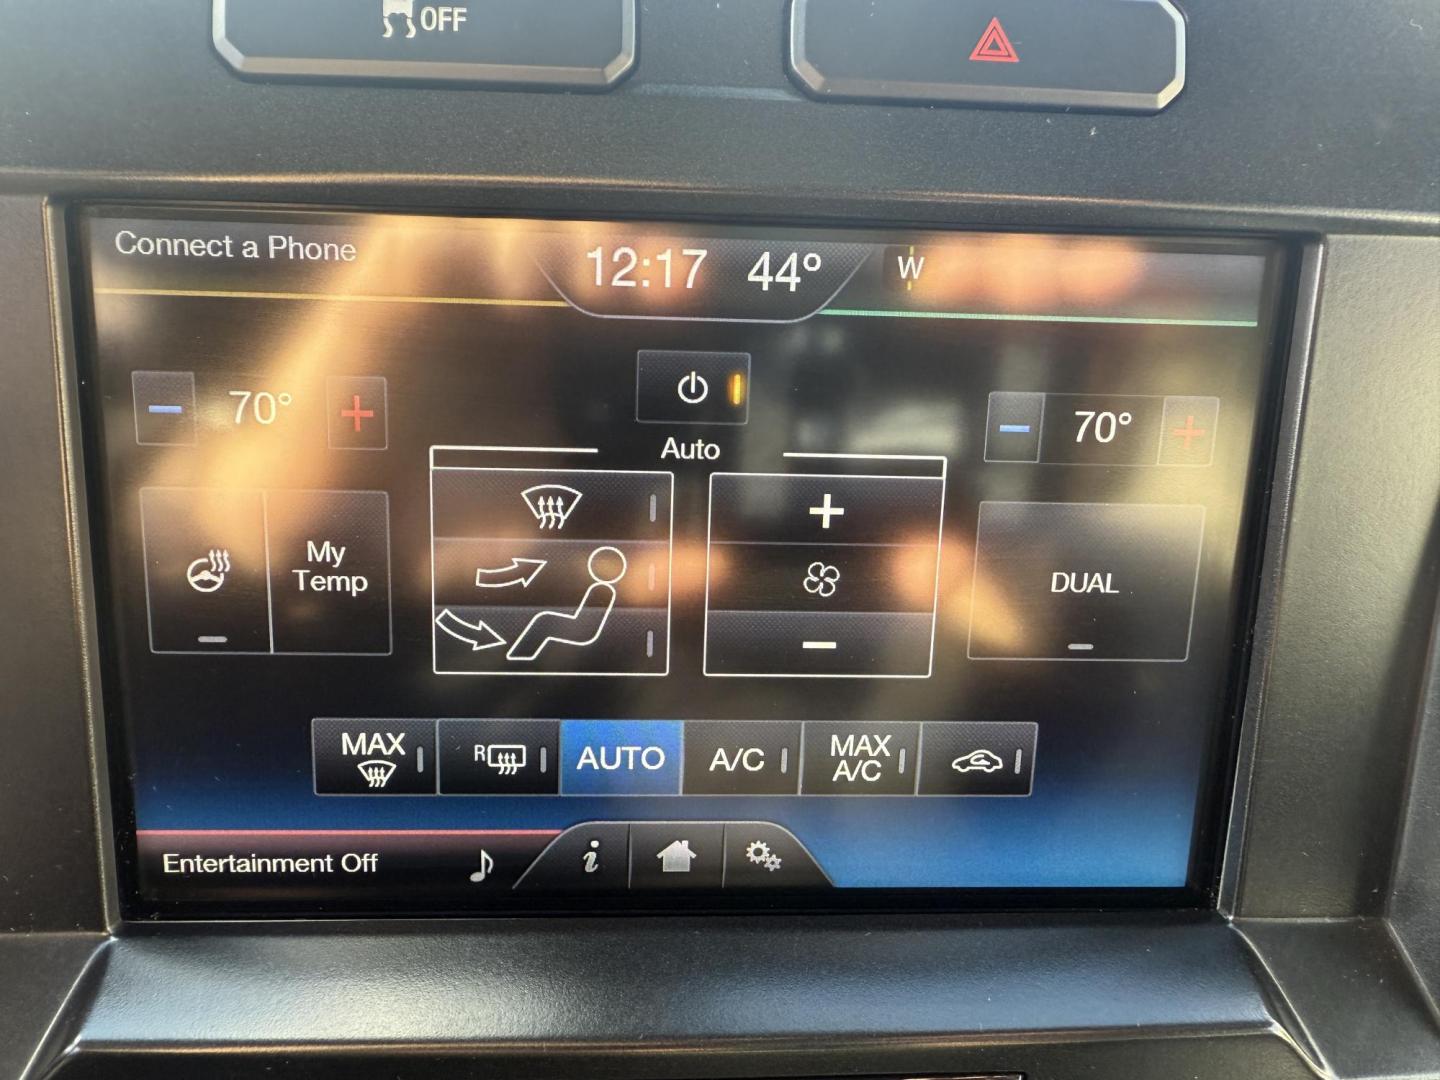 OFF
Connect a Phone
12:17 44° W
70°
Auto
70°
My
Temp
DUAL
MAX
R
AUTO
A/C
MAX
A/C
Entertainment Off
i